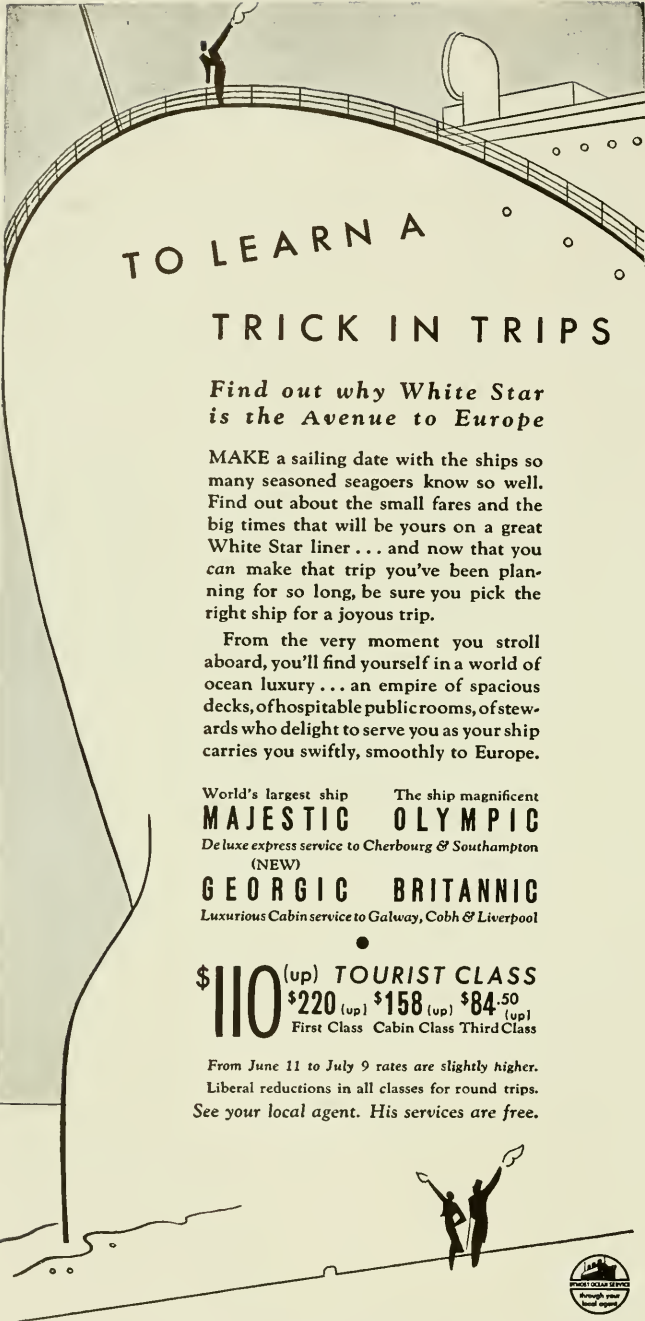 TO LEARN A
TRICK IN TRIPS
Find out why White Star
is the Avenue to Europe
MAKE a sailing date with the ships so
many seasoned seagoers know so well.
Find out about the small fares and the
big times that will be yours on a great
White Star liner ... and now that you
can make that trip you've been plan-
ning for so long, be sure you pick the
right ship for a joyous trip.
From the very moment you stroll
aboard, you'll find yourself in a world of
ocean luxury ... an empire of spacious
decks, of hospitable public rooms, of stew-
ards who delight to serve you as your ship
carries you swiftly, smoothly to Europe.
World's largest ship The ship magnificent
MAJESTIC OLYMPIC
De luxe express service to Cherbourg & Southampton
(NEW)
GEORGIC BRITANNIC
Luxurious Cabin service to Galway, Cobh & Liverpool
$110 (up) TOURIST CLASS
$220 (up) $158 (up) $84.50 (up)
First Class Cabin Class Third Class
From June 11 to July 9 rates are slightly higher.
Liberal reductions in all classes for round trips.
See your local agent. His services are free.
UTMOST OCEAN SERVICE
through your
local agent